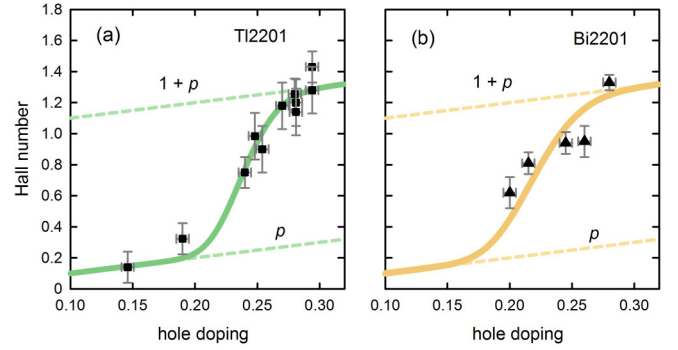 (a)
Tl2201
1 + p
p
Hall number
1.8
1.6
1.4
1.2
1.0
0.8
0.6
0.4
0.2
0
0.10
0.15
0.20
0.25
0.30
hole doping
(b)
Bi2201
1 + p
p
0.10
0.15
0.20
0.25
0.30
hole doping